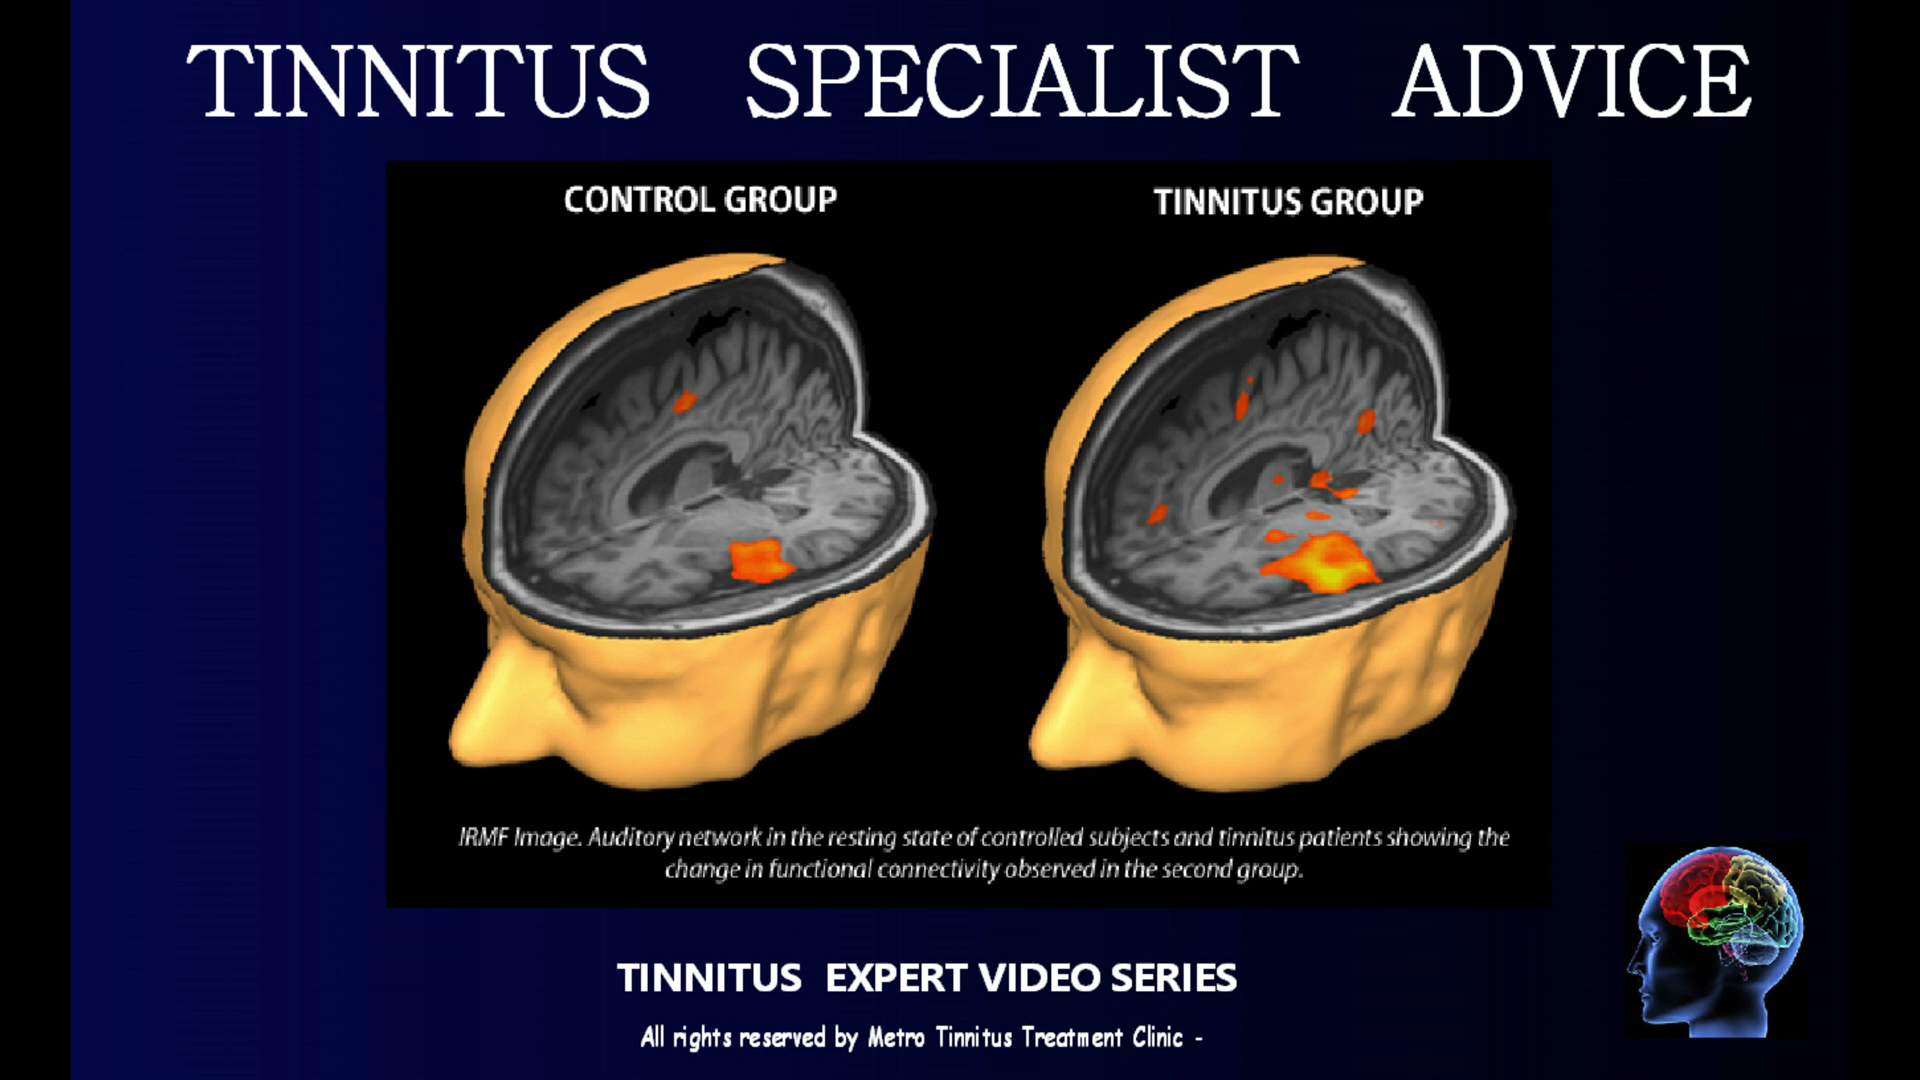 TINNITUS SPECIALIST ADVICE
CONTROL GROUP
TINNITUS GROUP
IRMF Image. Auditory network in the resting state of controlled subjects and tinnitus patients showing the
change in functional connectivity observed in the second group.
TINNITUS EXPERT VIDEO SERIES
All rights reserved by Metro Tinnitus Treatment Clinic -